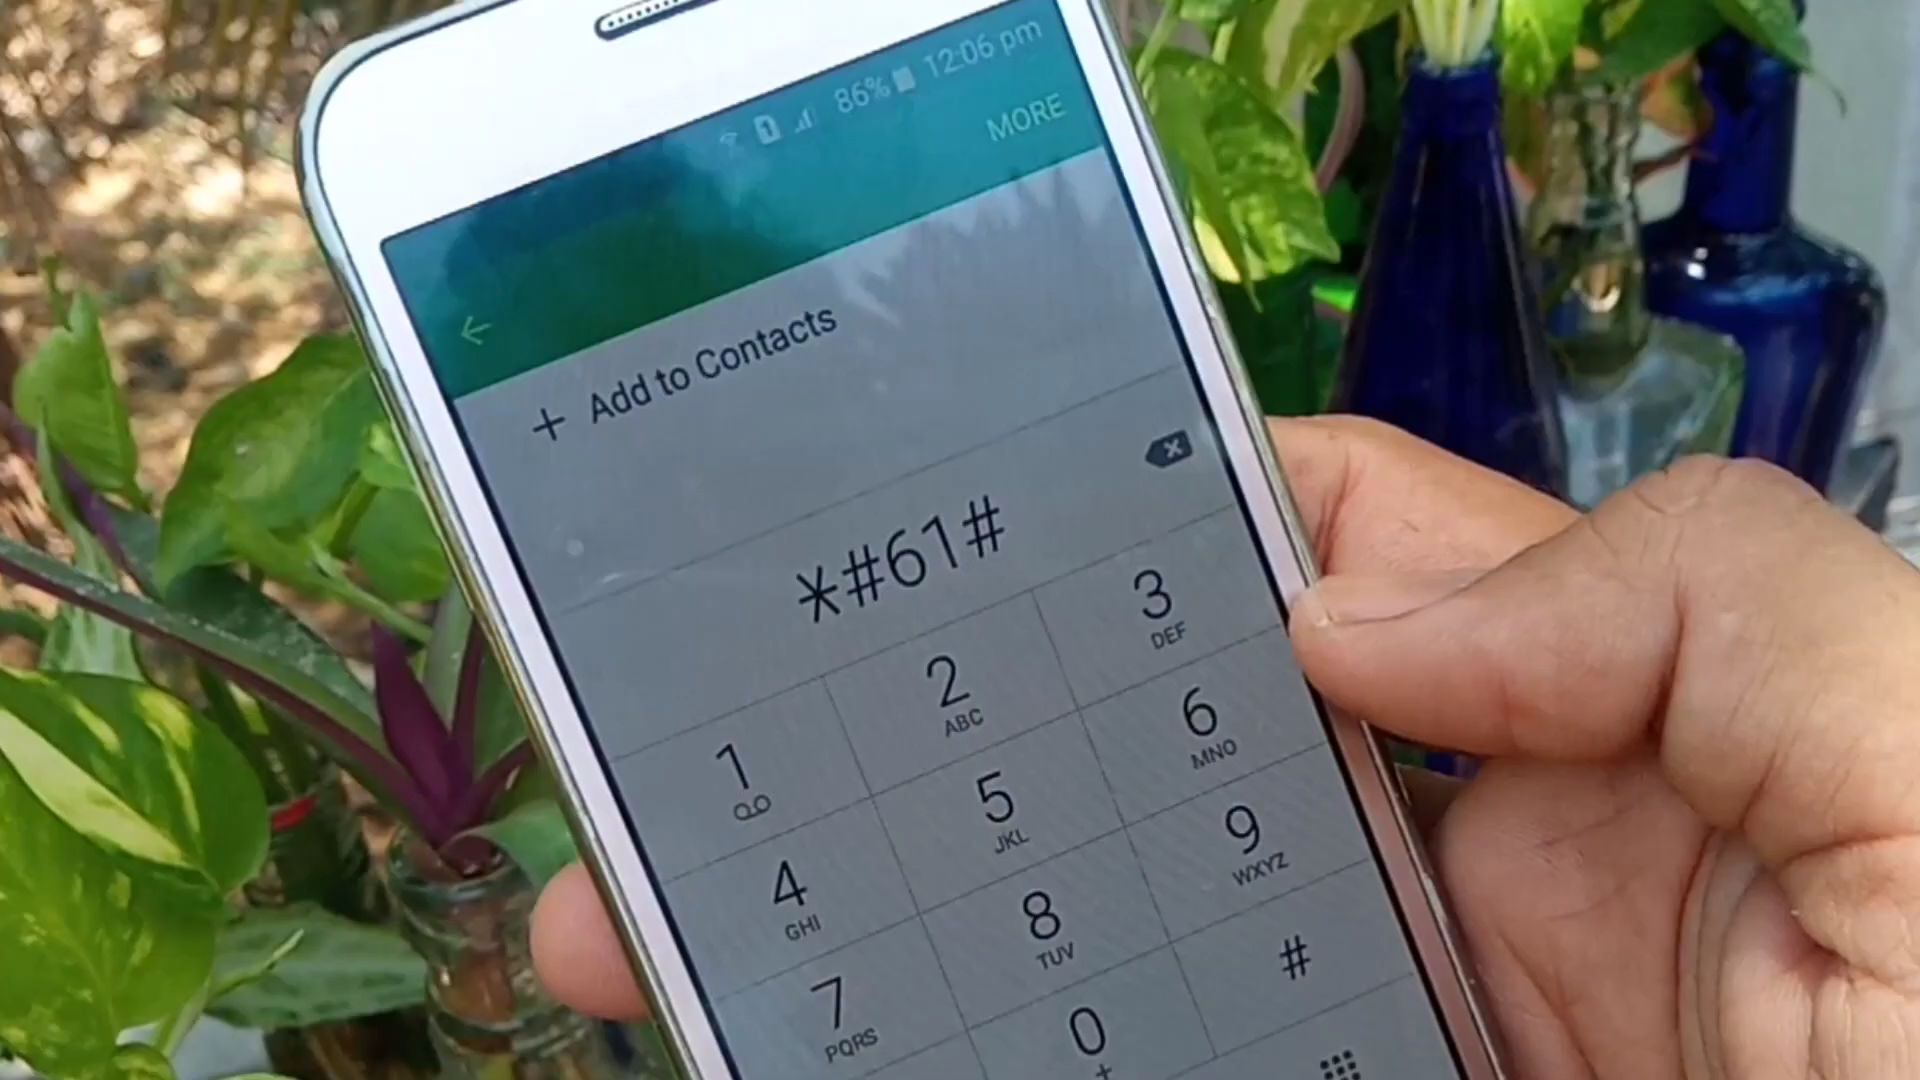 1 86% 12:06 pm
MORE
+ Add to Contacts
*#61#
1 2 ABC 3 DEF
4 GHI 5 JKL 6 MNO
7 PQRS 8 TUV 9 WXYZ
0 + #